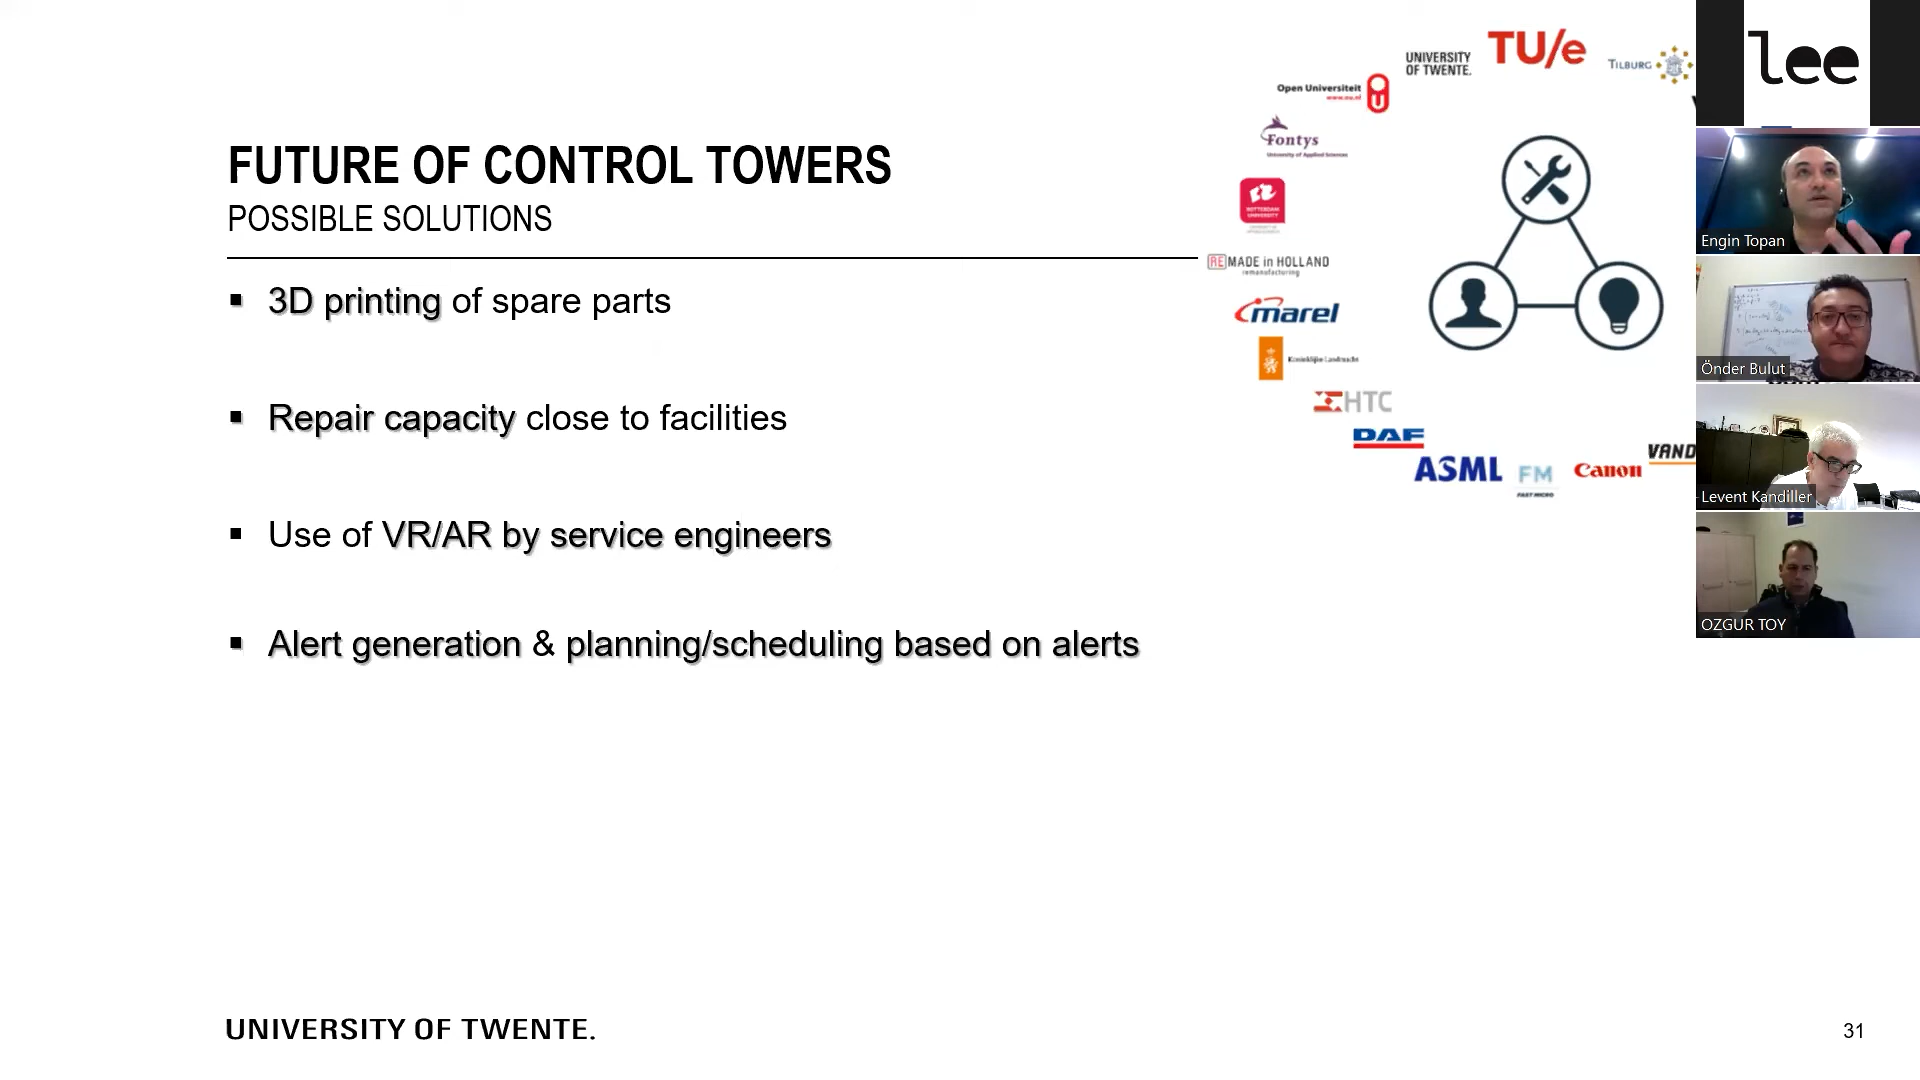 FUTURE OF CONTROL TOWERS
POSSIBLE SOLUTIONS
▪ 3D printing of spare parts
▪ Repair capacity close to facilities
▪ Use of VR/AR by service engineers
▪ Alert generation & planning/scheduling based on alerts
UNIVERSITY
OF TWENTE.
TU/e
TILBURG
Open Universiteit
www.ou.nl
Fontys
University of Applied Sciences
ROTTERDAM
UNIVERSITY
REMADE in HOLLAND
remanufacturing
marel
Koninklijke Landmacht
HTC
DAF
ASML
FM
FAST MICRO
Canon
VAND
lee
Engin Topan
Önder Bulut
Levent Kandiller
OZGUR TOY
UNIVERSITY OF TWENTE.
31